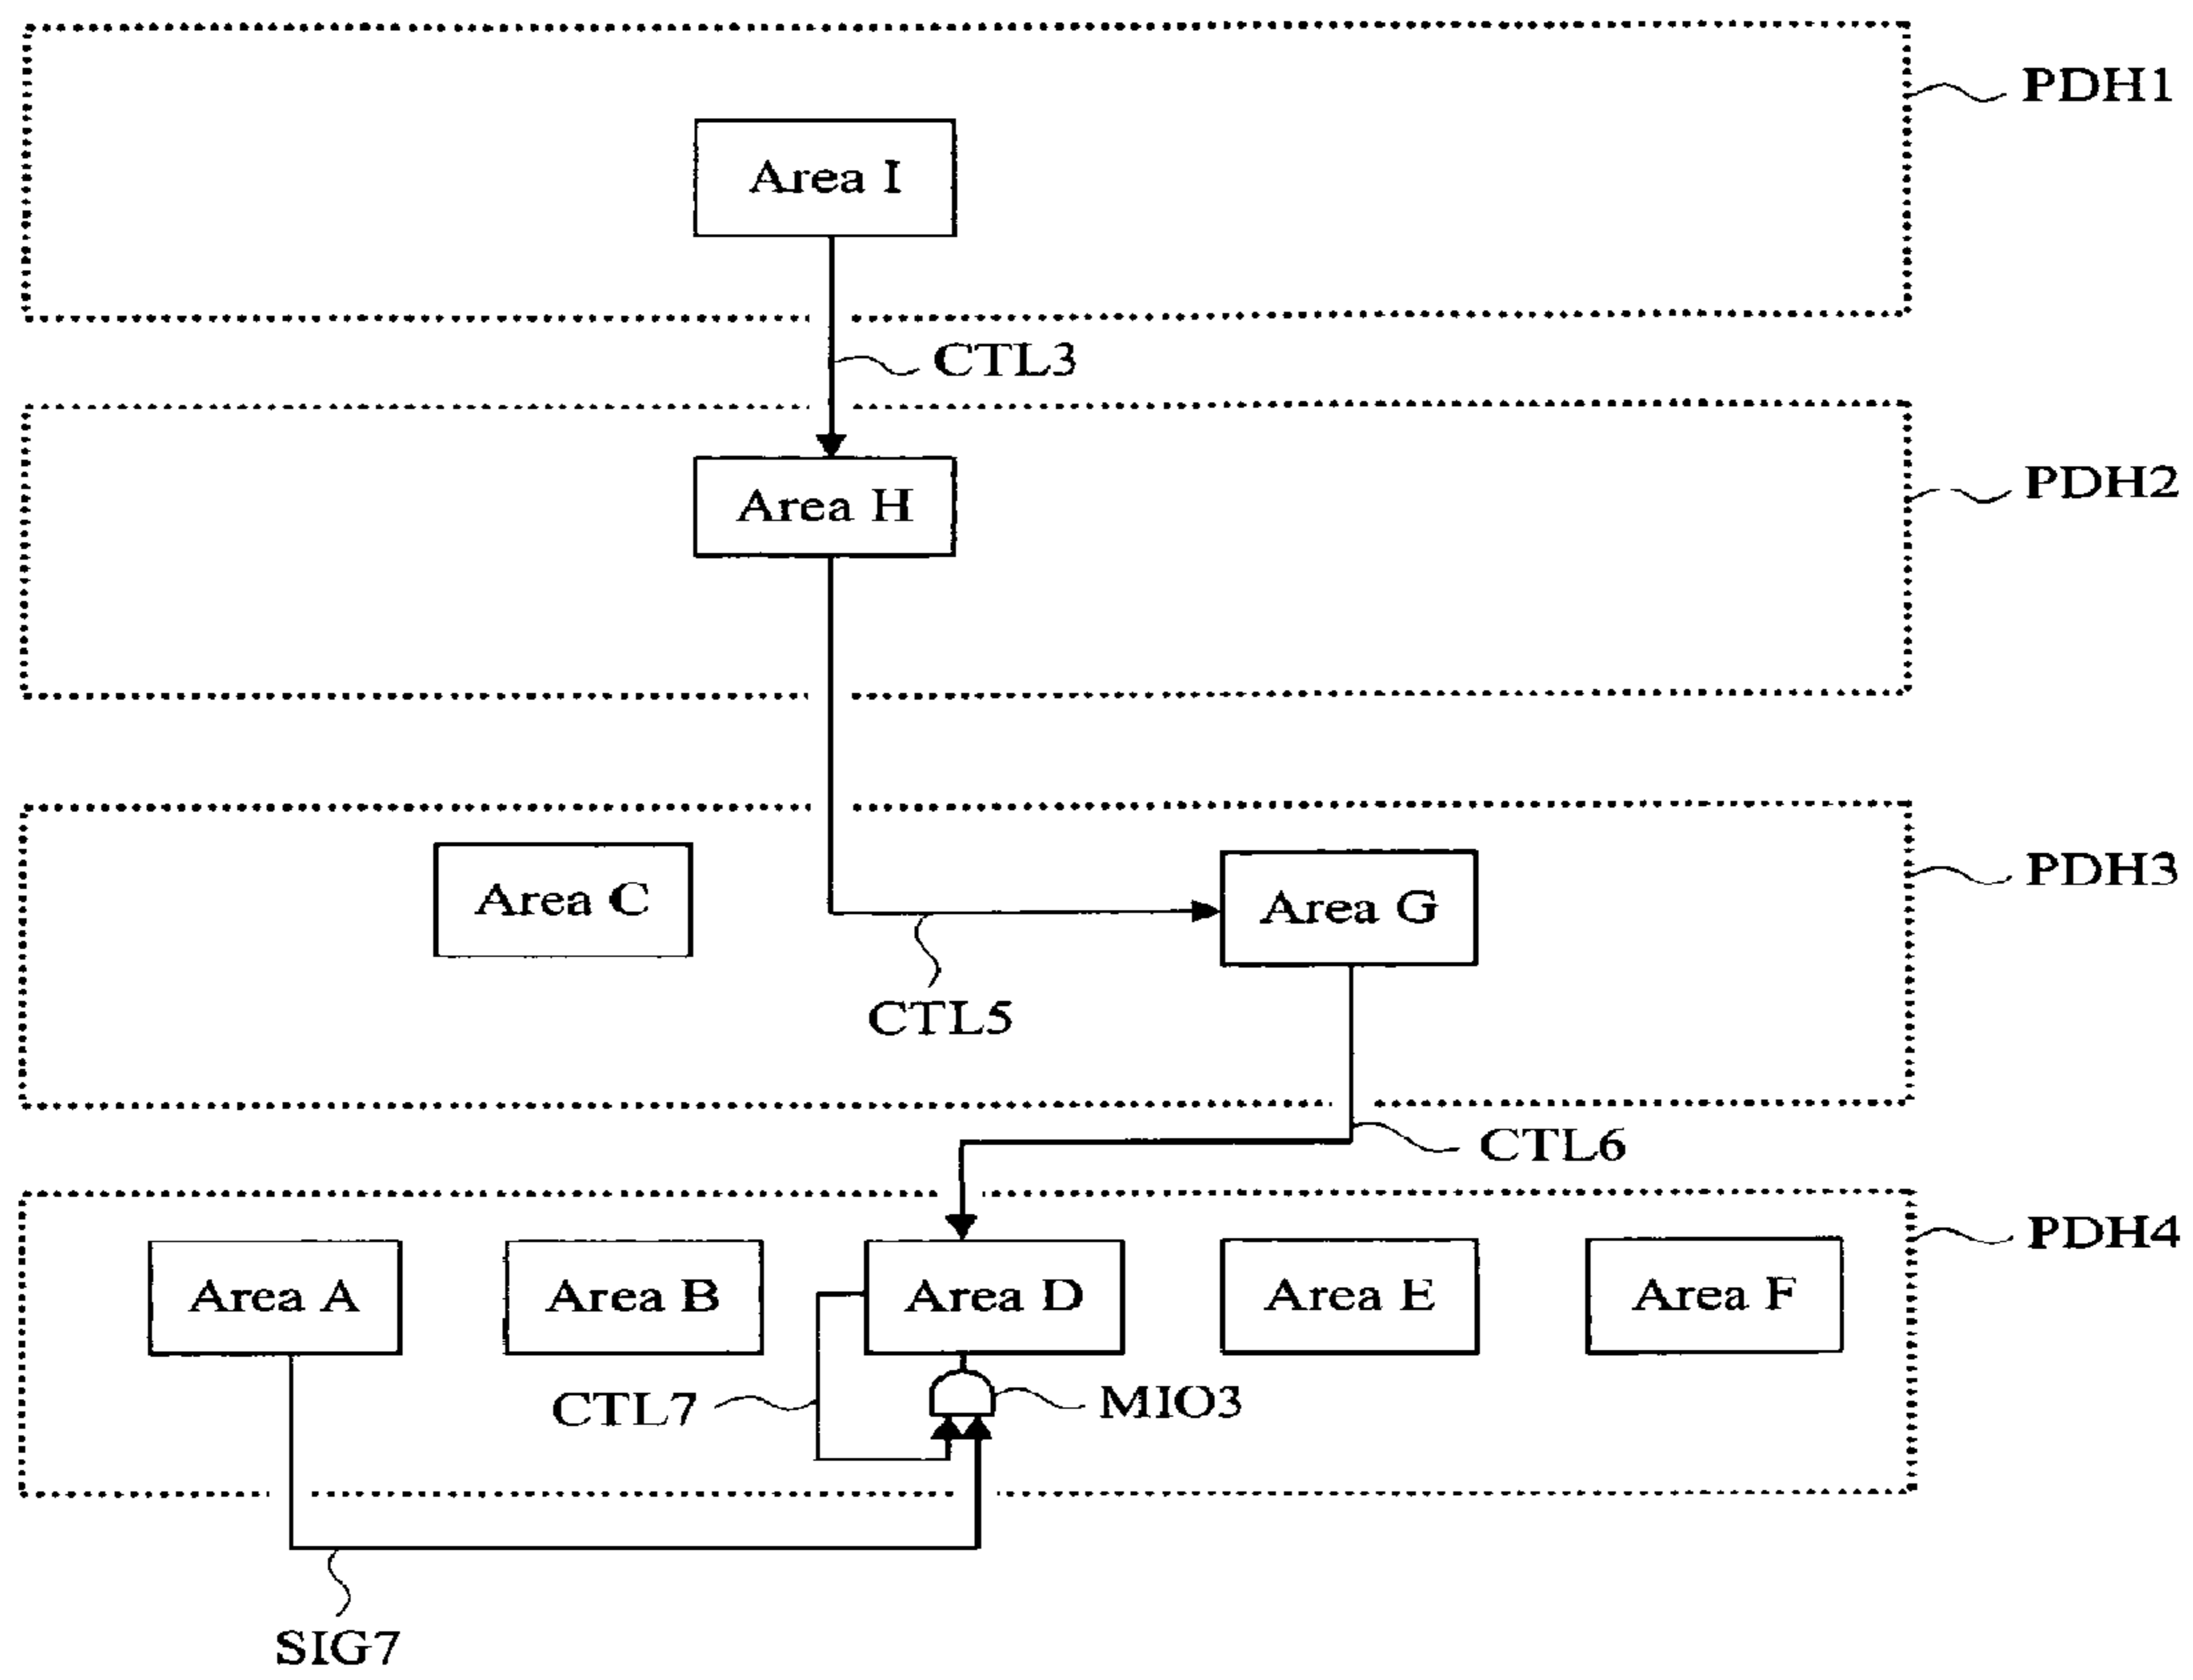 PDH1
Area I
CTL3
PDH2
Area H
PDH3
Area C
Area G
CTL5
CTL6
PDH4
Area A
Area B
Area D
Area E
Area F
CTL7
MIO3
SIG7